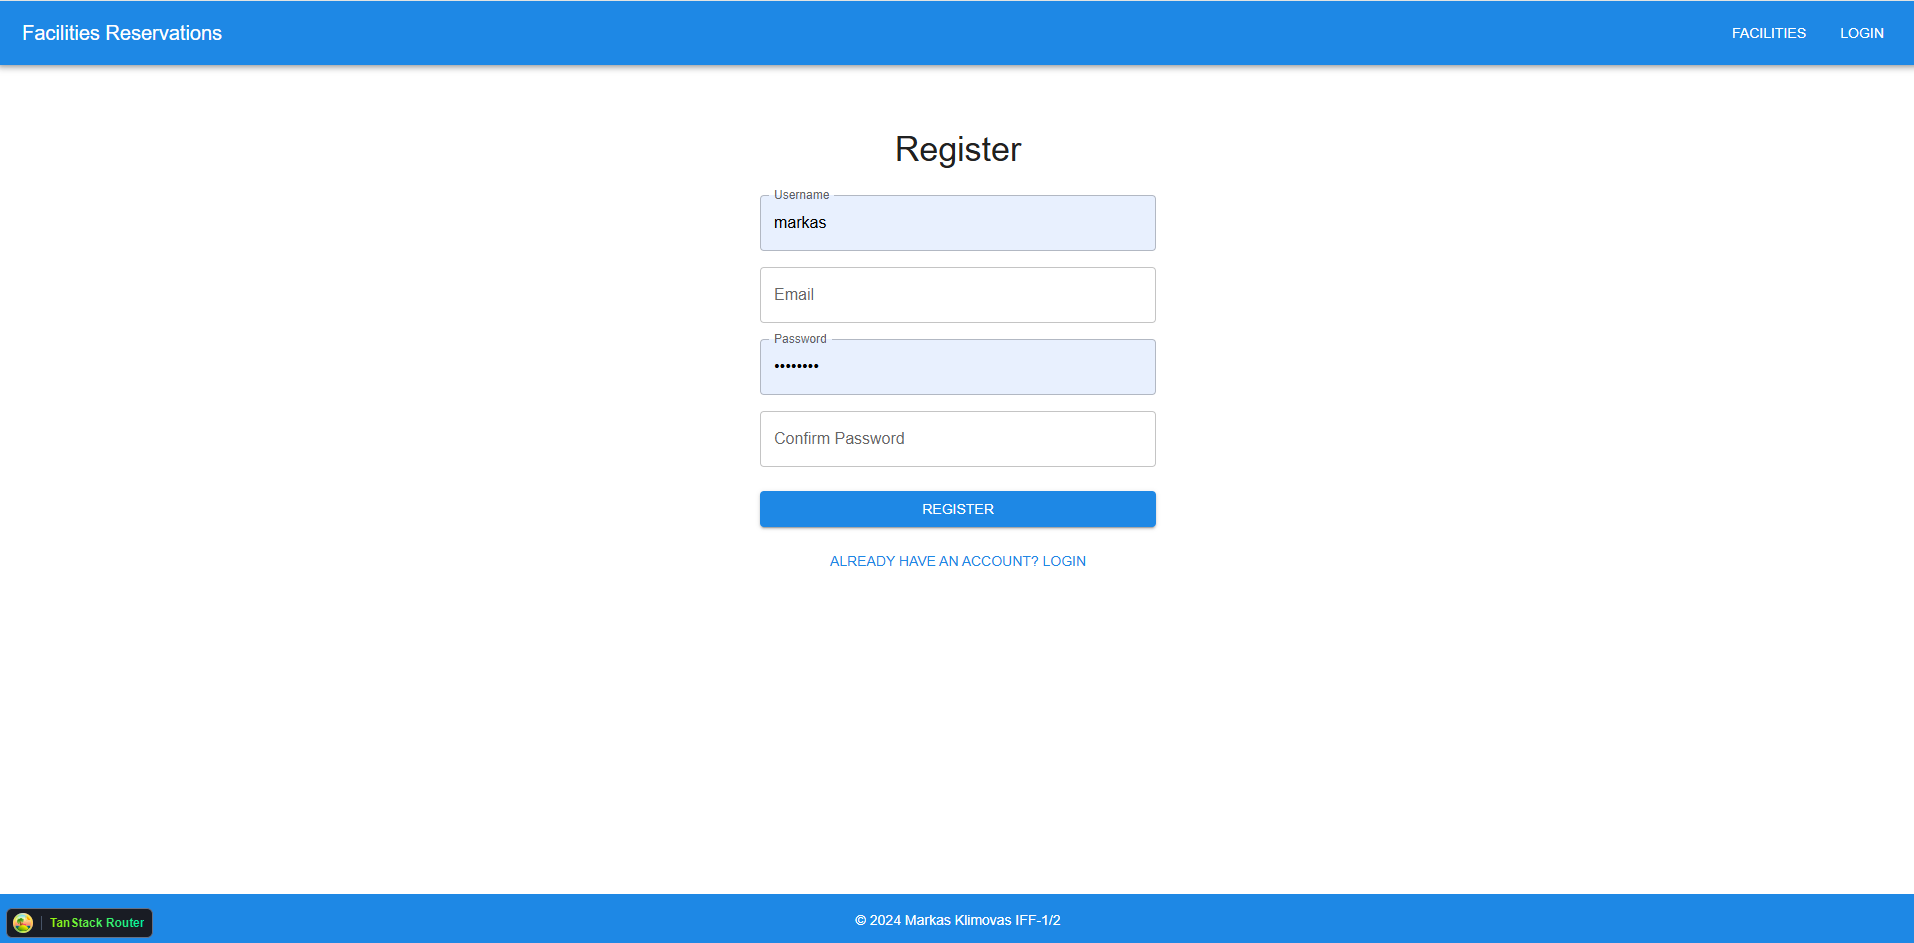 Facilities Reservations
FACILITIES
LOGIN
Register
Username
markas
Email
Password
••••••••
Confirm Password
REGISTER
ALREADY HAVE AN ACCOUNT? LOGIN
TanStack Router
© 2024 Markas Klimovas IFF-1/2